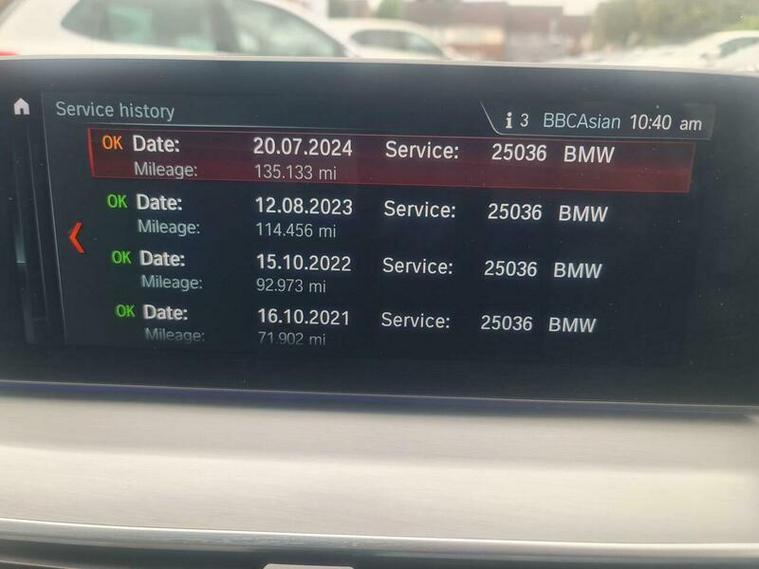 Service history
i 3 BBCAsian 10:40 am
OK Date: 20.07.2024 Service: 25036 BMW
Mileage: 135.133 mi
OK Date: 12.08.2023 Service: 25036 BMW
Mileage: 114.456 mi
OK Date: 15.10.2022 Service: 25036 BMW
Mileage: 92.973 mi
OK Date: 16.10.2021 Service: 25036 BMW
Mileage: 71.902 mi